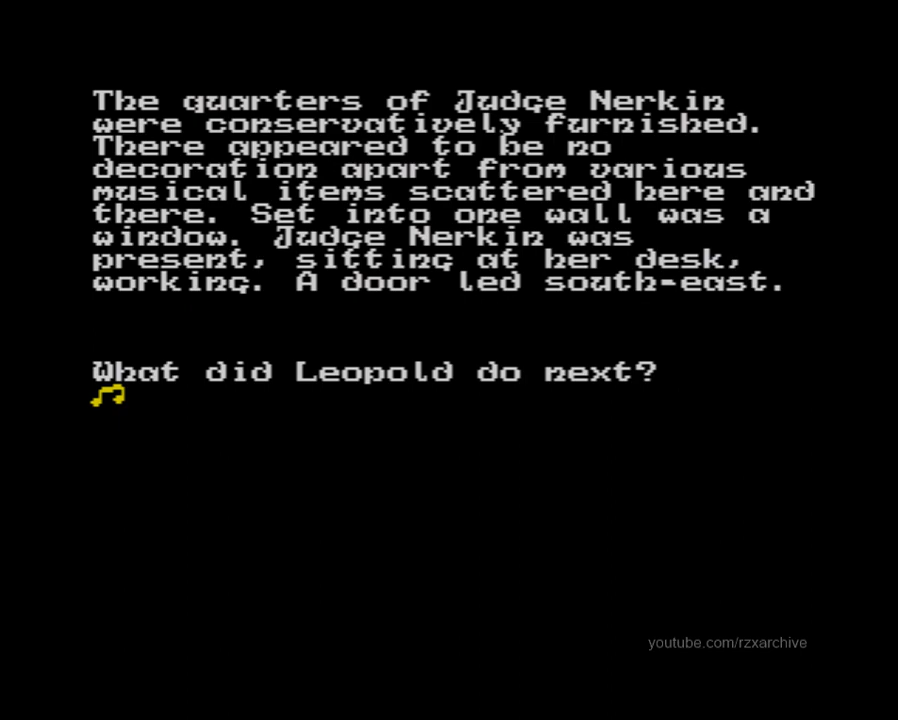 The quarters of Judge Nerkin
were conservatively furnished.
There appeared to be no
decoration apart from various
musical items scattered here and
there. Set into one wall was a
window. Judge Nerkin was
present, sitting at her desk,
working. A door led south-east.
What did Leopold do next?
youtube.com/rzxarchive